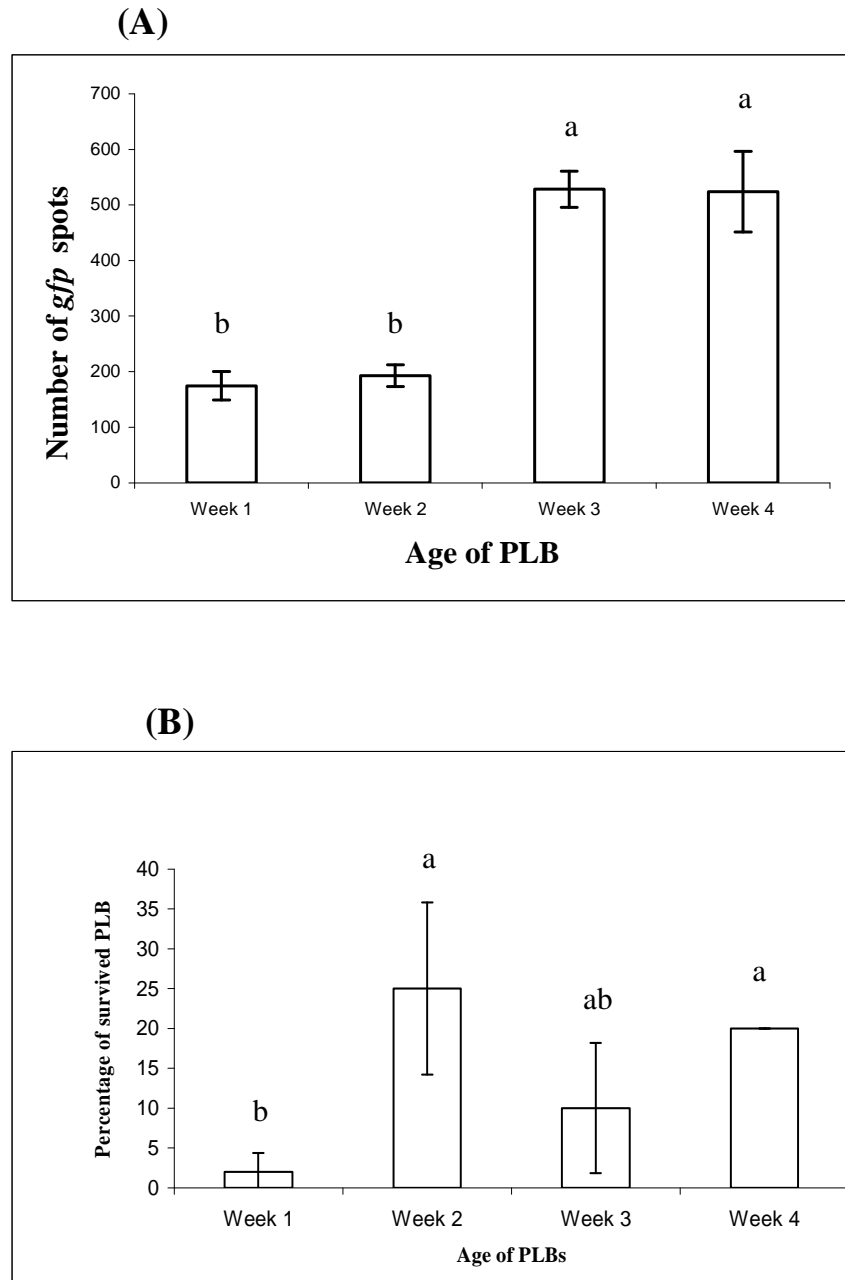 (A)
Number of gfp spots
700
600
500
400
300
200
100
0
b
b
a
a
Week 1 Week 2 Week 3 Week 4
Age of PLB
(B)
Percentage of survived PLB
40
35
30
25
20
15
10
5
0
b
a
ab
a
Week 1 Week 2 Week 3 Week 4
Age of PLBs